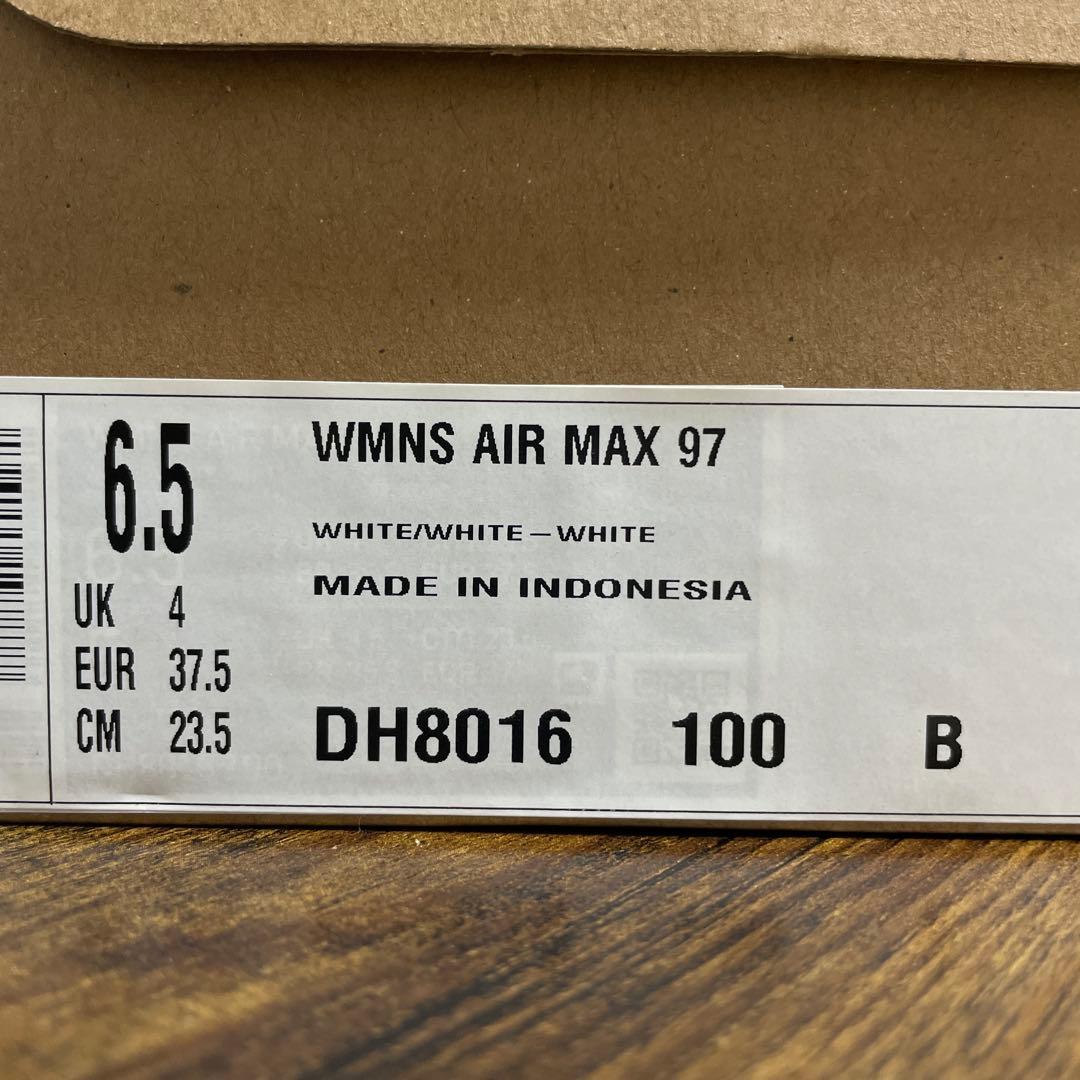 6.5
UK 4
EUR 37.5
CM 23.5
WMNS AIR MAX 97
WHITE/WHITE–WHITE
MADE IN INDONESIA
DH8016 100 B